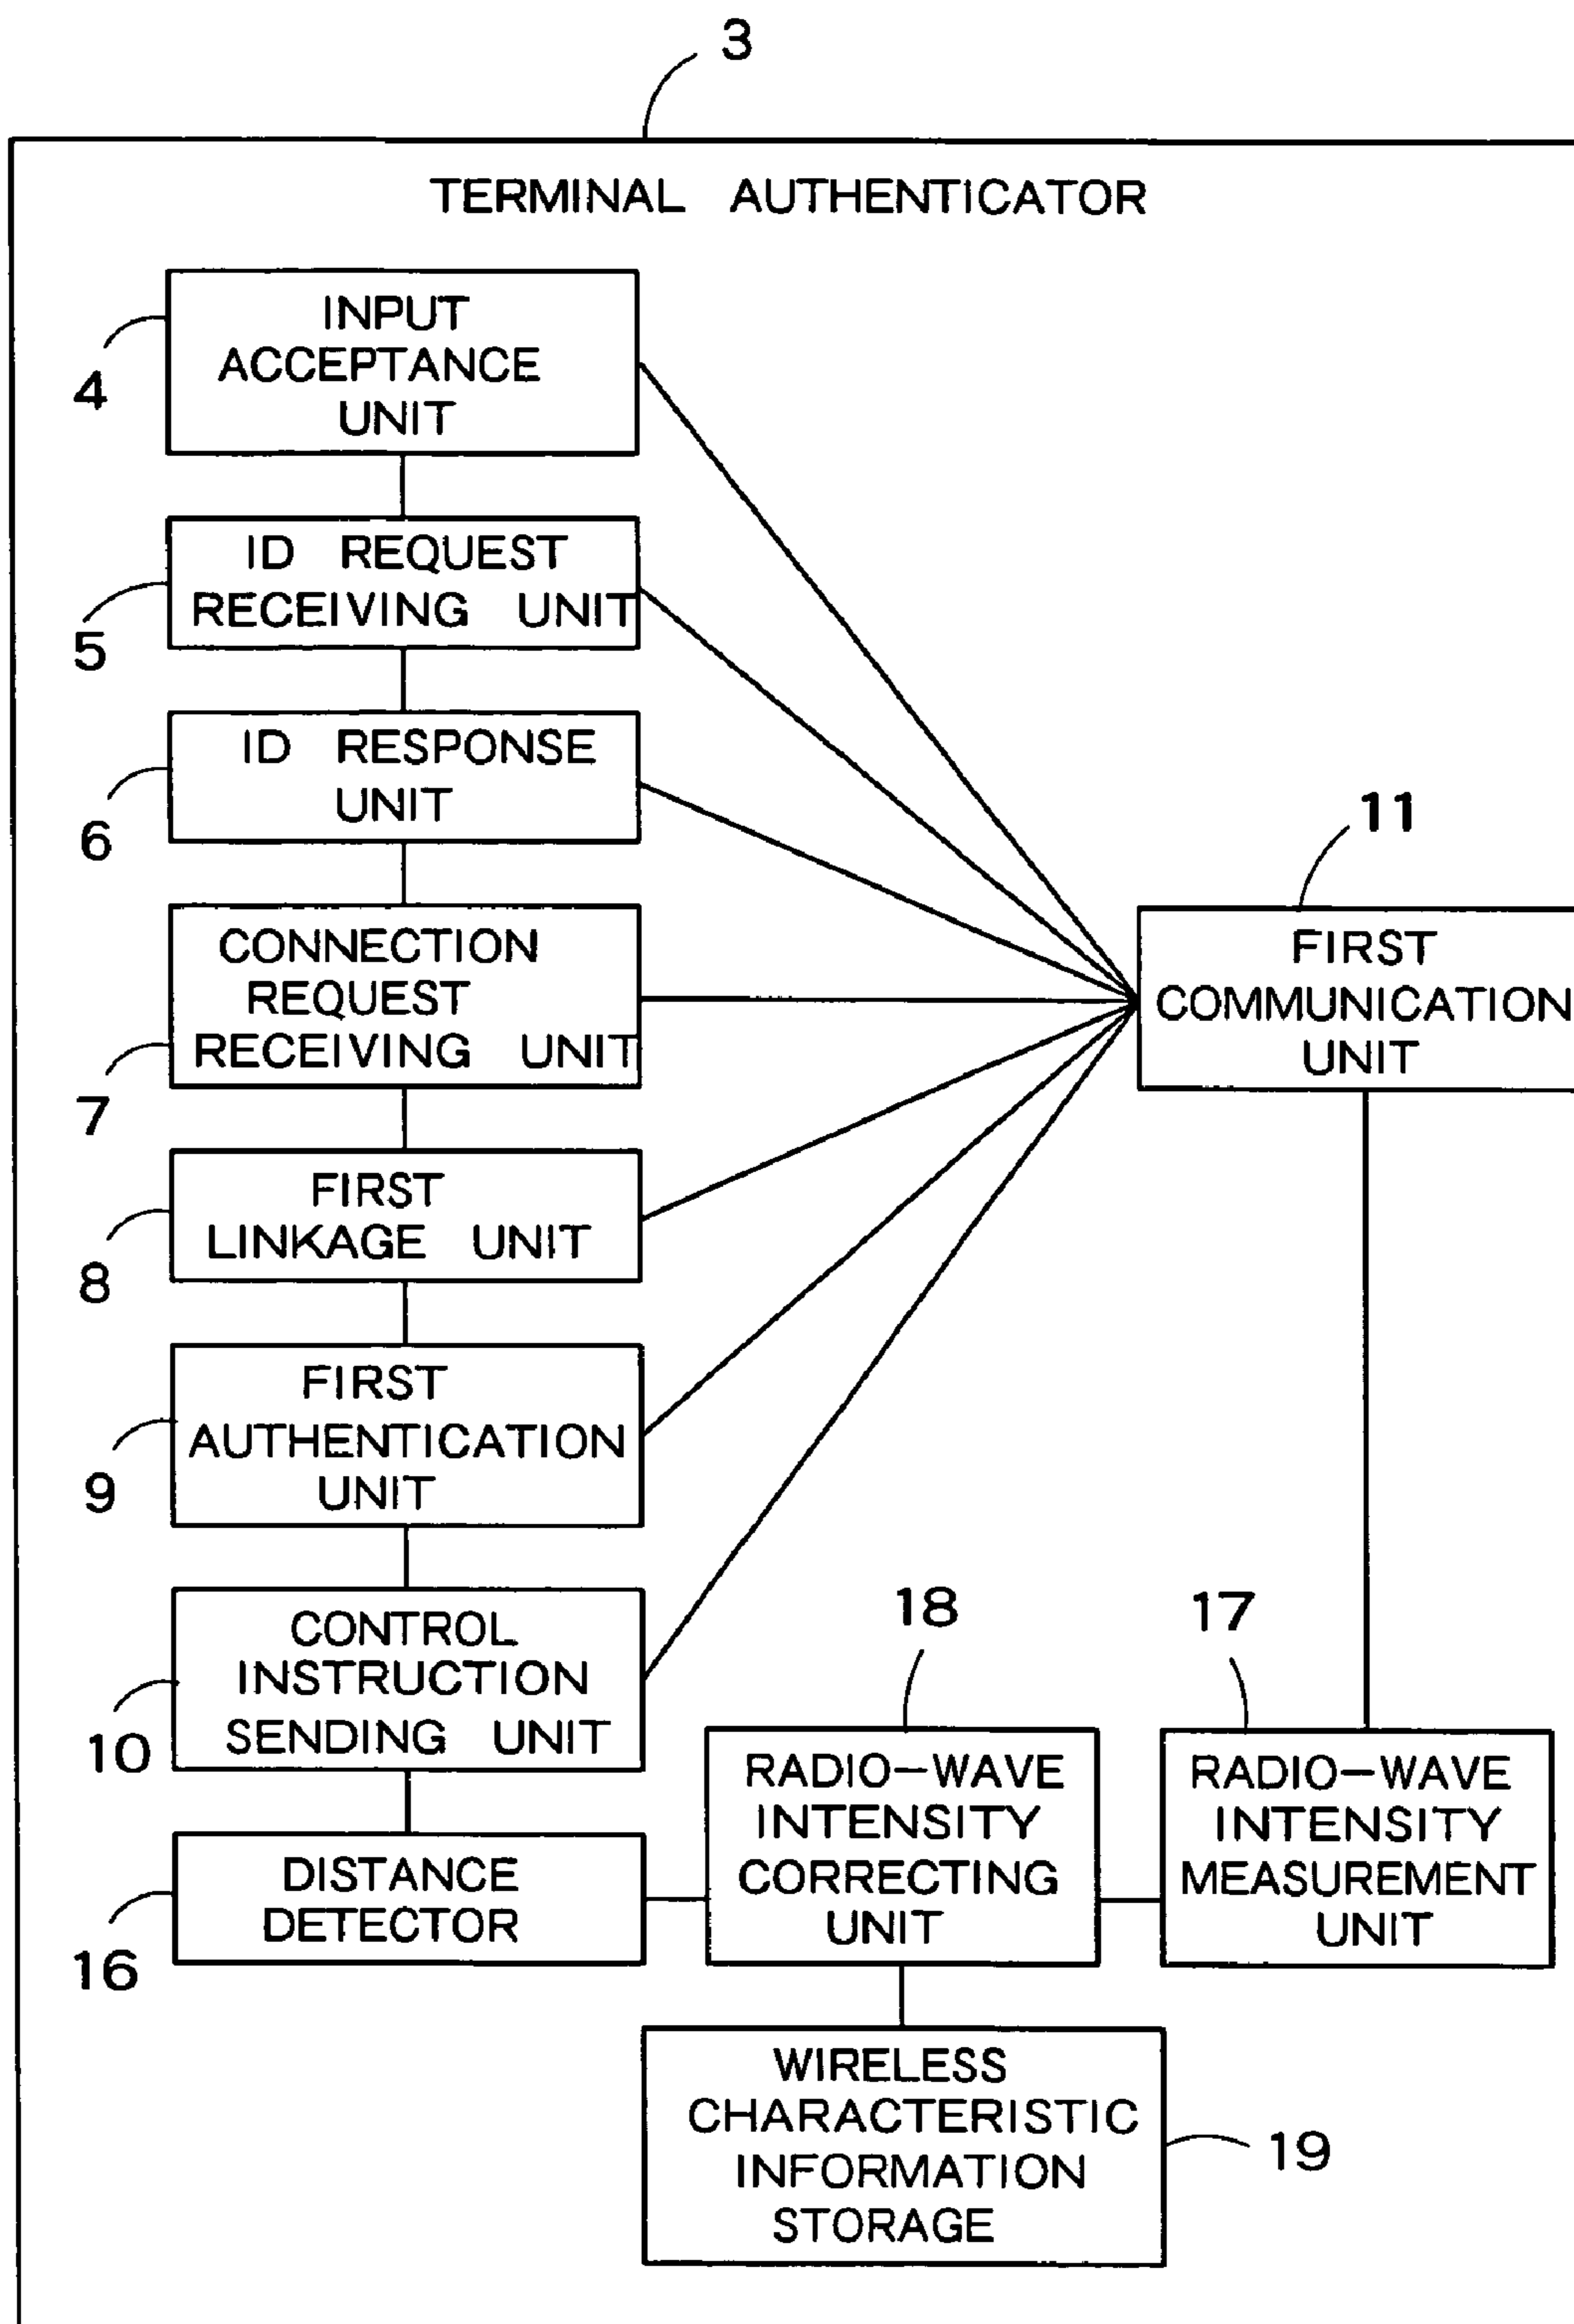 3
TERMINAL AUTHENTICATOR
INPUT
ACCEPTANCE
UNIT
4
ID REQUEST
RECEIVING UNIT
5
ID RESPONSE
UNIT
6
11
CONNECTION
REQUEST
RECEIVING UNIT
7
FIRST
COMMUNICATION
UNIT
FIRST
LINKAGE UNIT
8
FIRST
AUTHENTICATION
UNIT
9
CONTROL
INSTRUCTION
SENDING UNIT
10
18
17
RADIO-WAVE
INTENSITY
CORRECTING
UNIT
RADIO-WAVE
INTENSITY
MEASUREMENT
UNIT
DISTANCE
DETECTOR
16
WIRELESS
CHARACTERISTIC
INFORMATION
STORAGE
19